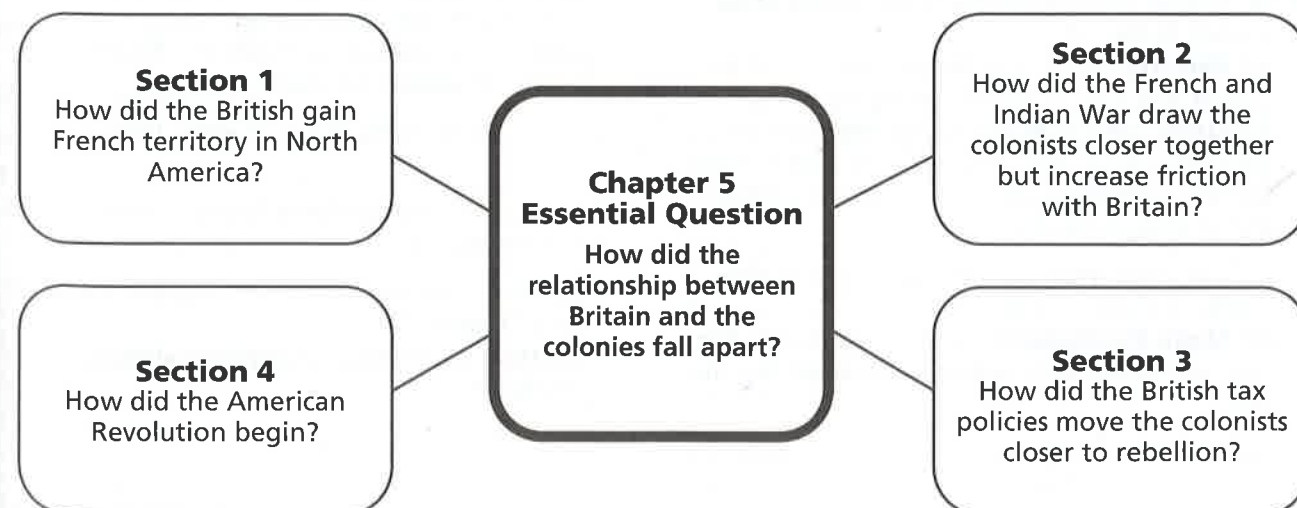 Section 1
How did the British gain
French territory in North
America?
Section 2
How did the French and
Indian War draw the
colonists closer together
but increase friction
with Britain?
Chapter 5
Essential Question
How did the
relationship between
Britain and the
colonies fall apart?
Section 4
How did the American
Revolution begin?
Section 3
How did the British tax
policies move the colonists
closer to rebellion?